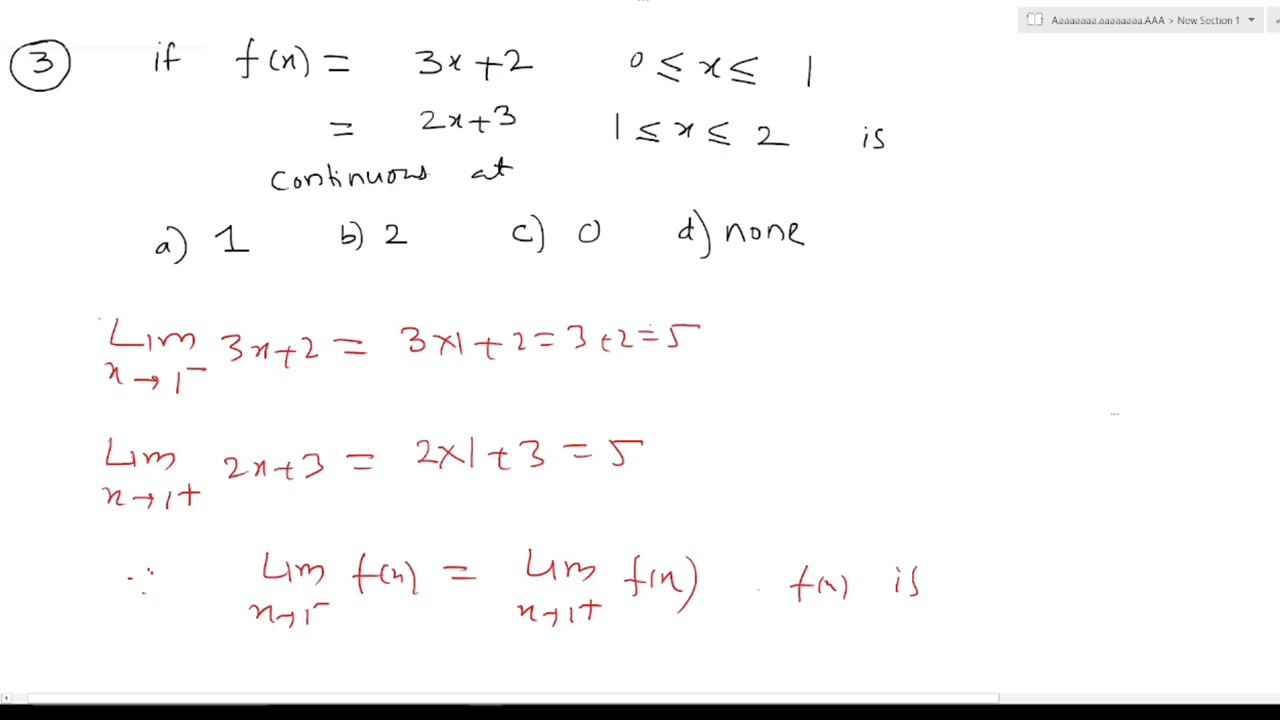 Aaaaaaa.aaaaaaaa.AAA > New Section 1
3 if f(x) = 3x+2 0 ≤ x ≤ 1
= 2x+3 1 ≤ x ≤ 2 is
continuous at
a) 1 b) 2 c) 0 d) none
Lim 3x+2 = 3×1+2=3+2=5
x→1⁻
Lim 2x+3 = 2×1+3=5
x→1+
∵ Lim f(x) = Lim f(x) f(x) is
x→1⁻ x→1+